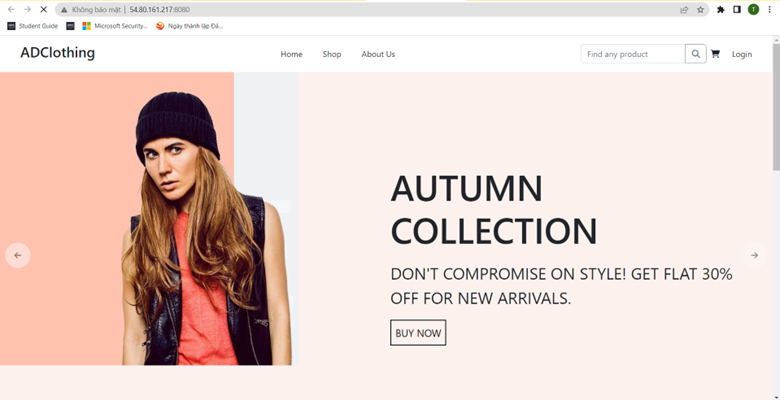 Không bảo mật | 54.80.161.217:8080
T
Student Guide
Microsoft Security...
Ngày thành lập Đả...
ADClothing
Home Shop About Us
Find any product
Login
AUTUMN
COLLECTION
DON'T COMPROMISE ON STYLE! GET FLAT 30%
OFF FOR NEW ARRIVALS.
BUY NOW